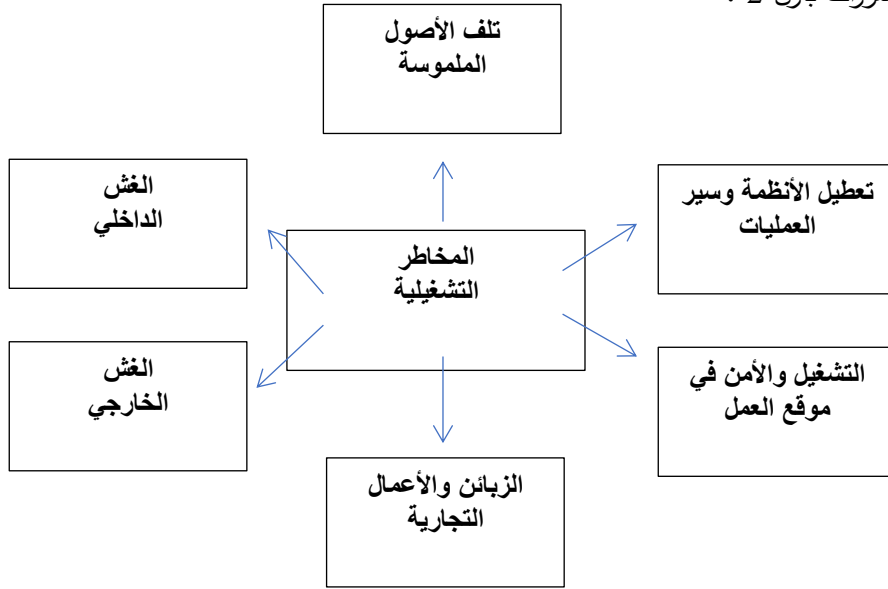 تلف الأصول
الملموسة
تعطيل الأنظمة وسير
العمليات
الغش
الداخلي
المخاطر
التشغيلية
التشغيل والأمن في
موقع العمل
الغش
الخارجي
الزبائن والأعمال
التجارية